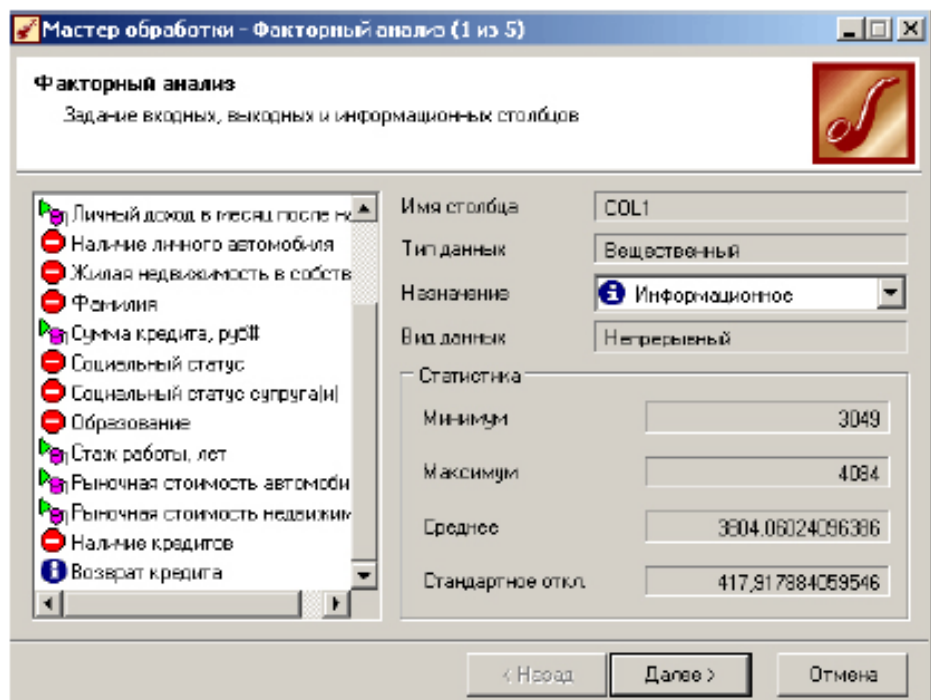 Мастер обработки - Факторный анализ (1 из 5)
Факторный анализ
Задание входных, выходных и информационных столбцов
Личный доход в месяц после на
Наличие личного автомобиля
Жилая недвижимость в собств
Фамилия
Сумма кредита, руб#
Социальный статус
Социальный статус супруга(и)
Образование
Стаж работы, лет
Рыночная стоимость автомоби
Рыночная стоимость недвижим
Наличие кредитов
Возврат кредита
Имя столбца
COL1
Тип данных
Вещественный
Назначение
Информационное
Вид данных
Непрерывный
Статистика
Минимум
3049
Максимум
4084
Среднее
3804.06024096386
Стандартное откл.
417,917884059546
< Назад
Далее >
Отмена